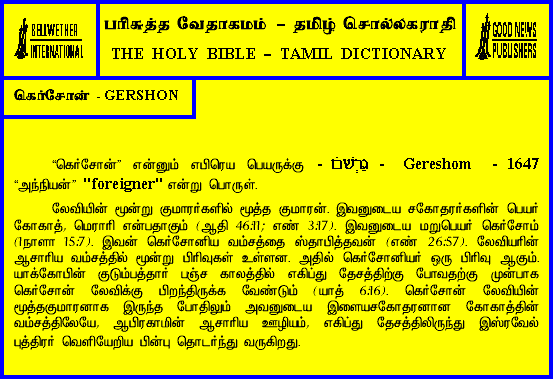 BELLWETHER
INTERNATIONAL
பரிசுத்த வேதாகமம் – தமிழ் சொல்லகராதி
THE HOLY BIBLE – TAMIL DICTIONARY
GOOD NEWS
PUBLISHERS
கெர்சோன் - GERSHON
“கெர்சோன்” என்னும் எபிரெய பெயருக்கு - - Gereshom - 1647
“அந்நியன்” "foreigner" என்று பொருள்.
லேவியின் மூன்று குமாரர்களில் மூத்த குமாரன். இவனுடைய சகோதரர்களின் பெயர்
கோகாத், மெராரி என்பதாகும் (ஆதி 46:11; எண் 3:17). இவனுடைய மறுபெயர் கெர்சோம்
(1நாளா 15:7). இவன் கெர்சோனிய வம்சத்தை ஸ்தாபித்தவன் (எண் 26:57). லேவியரின்
ஆசாரிய வம்சத்தில் மூன்று பிரிவுகள் உள்ளன. அதில் கெர்சோனியர் ஒரு பிரிவு ஆகும்.
யாக்கோபின் குடும்பத்தார் பஞ்ச காலத்தில் எகிப்து தேசத்திற்கு போவதற்கு முன்பாக
கெர்சோன் லேவிக்கு பிறந்திருக்க வேண்டும் (யாத் 6:16). கெர்சோன் லேவியின்
மூத்தகுமாரனாக இருந்த போதிலும் அவனுடைய இளையசகோதரனான கோகாத்தின்
வம்சத்திலேயே, ஆபிரகாமின் ஆசாரிய ஊழியம், எகிப்து தேசத்திலிருந்து இஸ்ரவேல்
புத்திரர் வெளியேறிய பின்பு தொடர்ந்து வருகிறது.